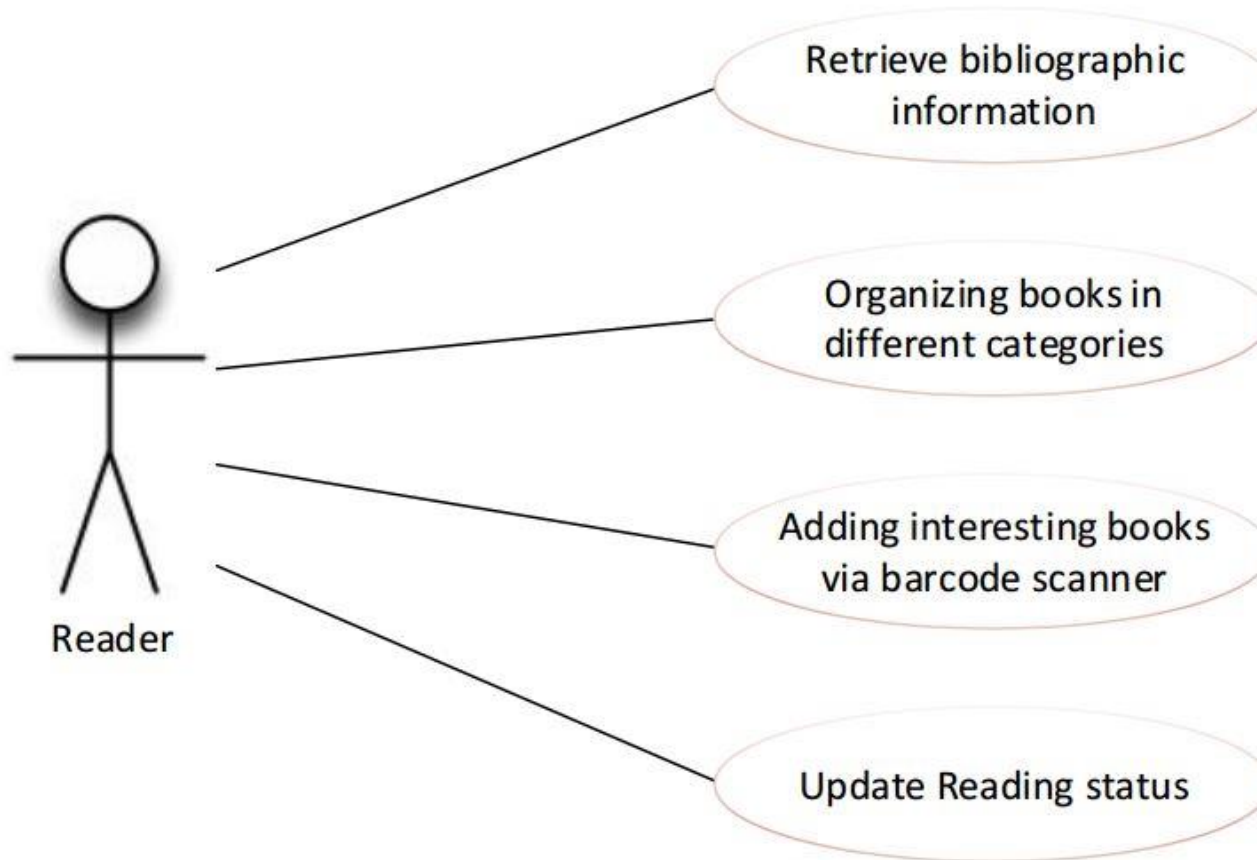 Retrieve bibliographic
information
Organizing books in
different categories
Adding interesting books
via barcode scanner
Reader
Update Reading status